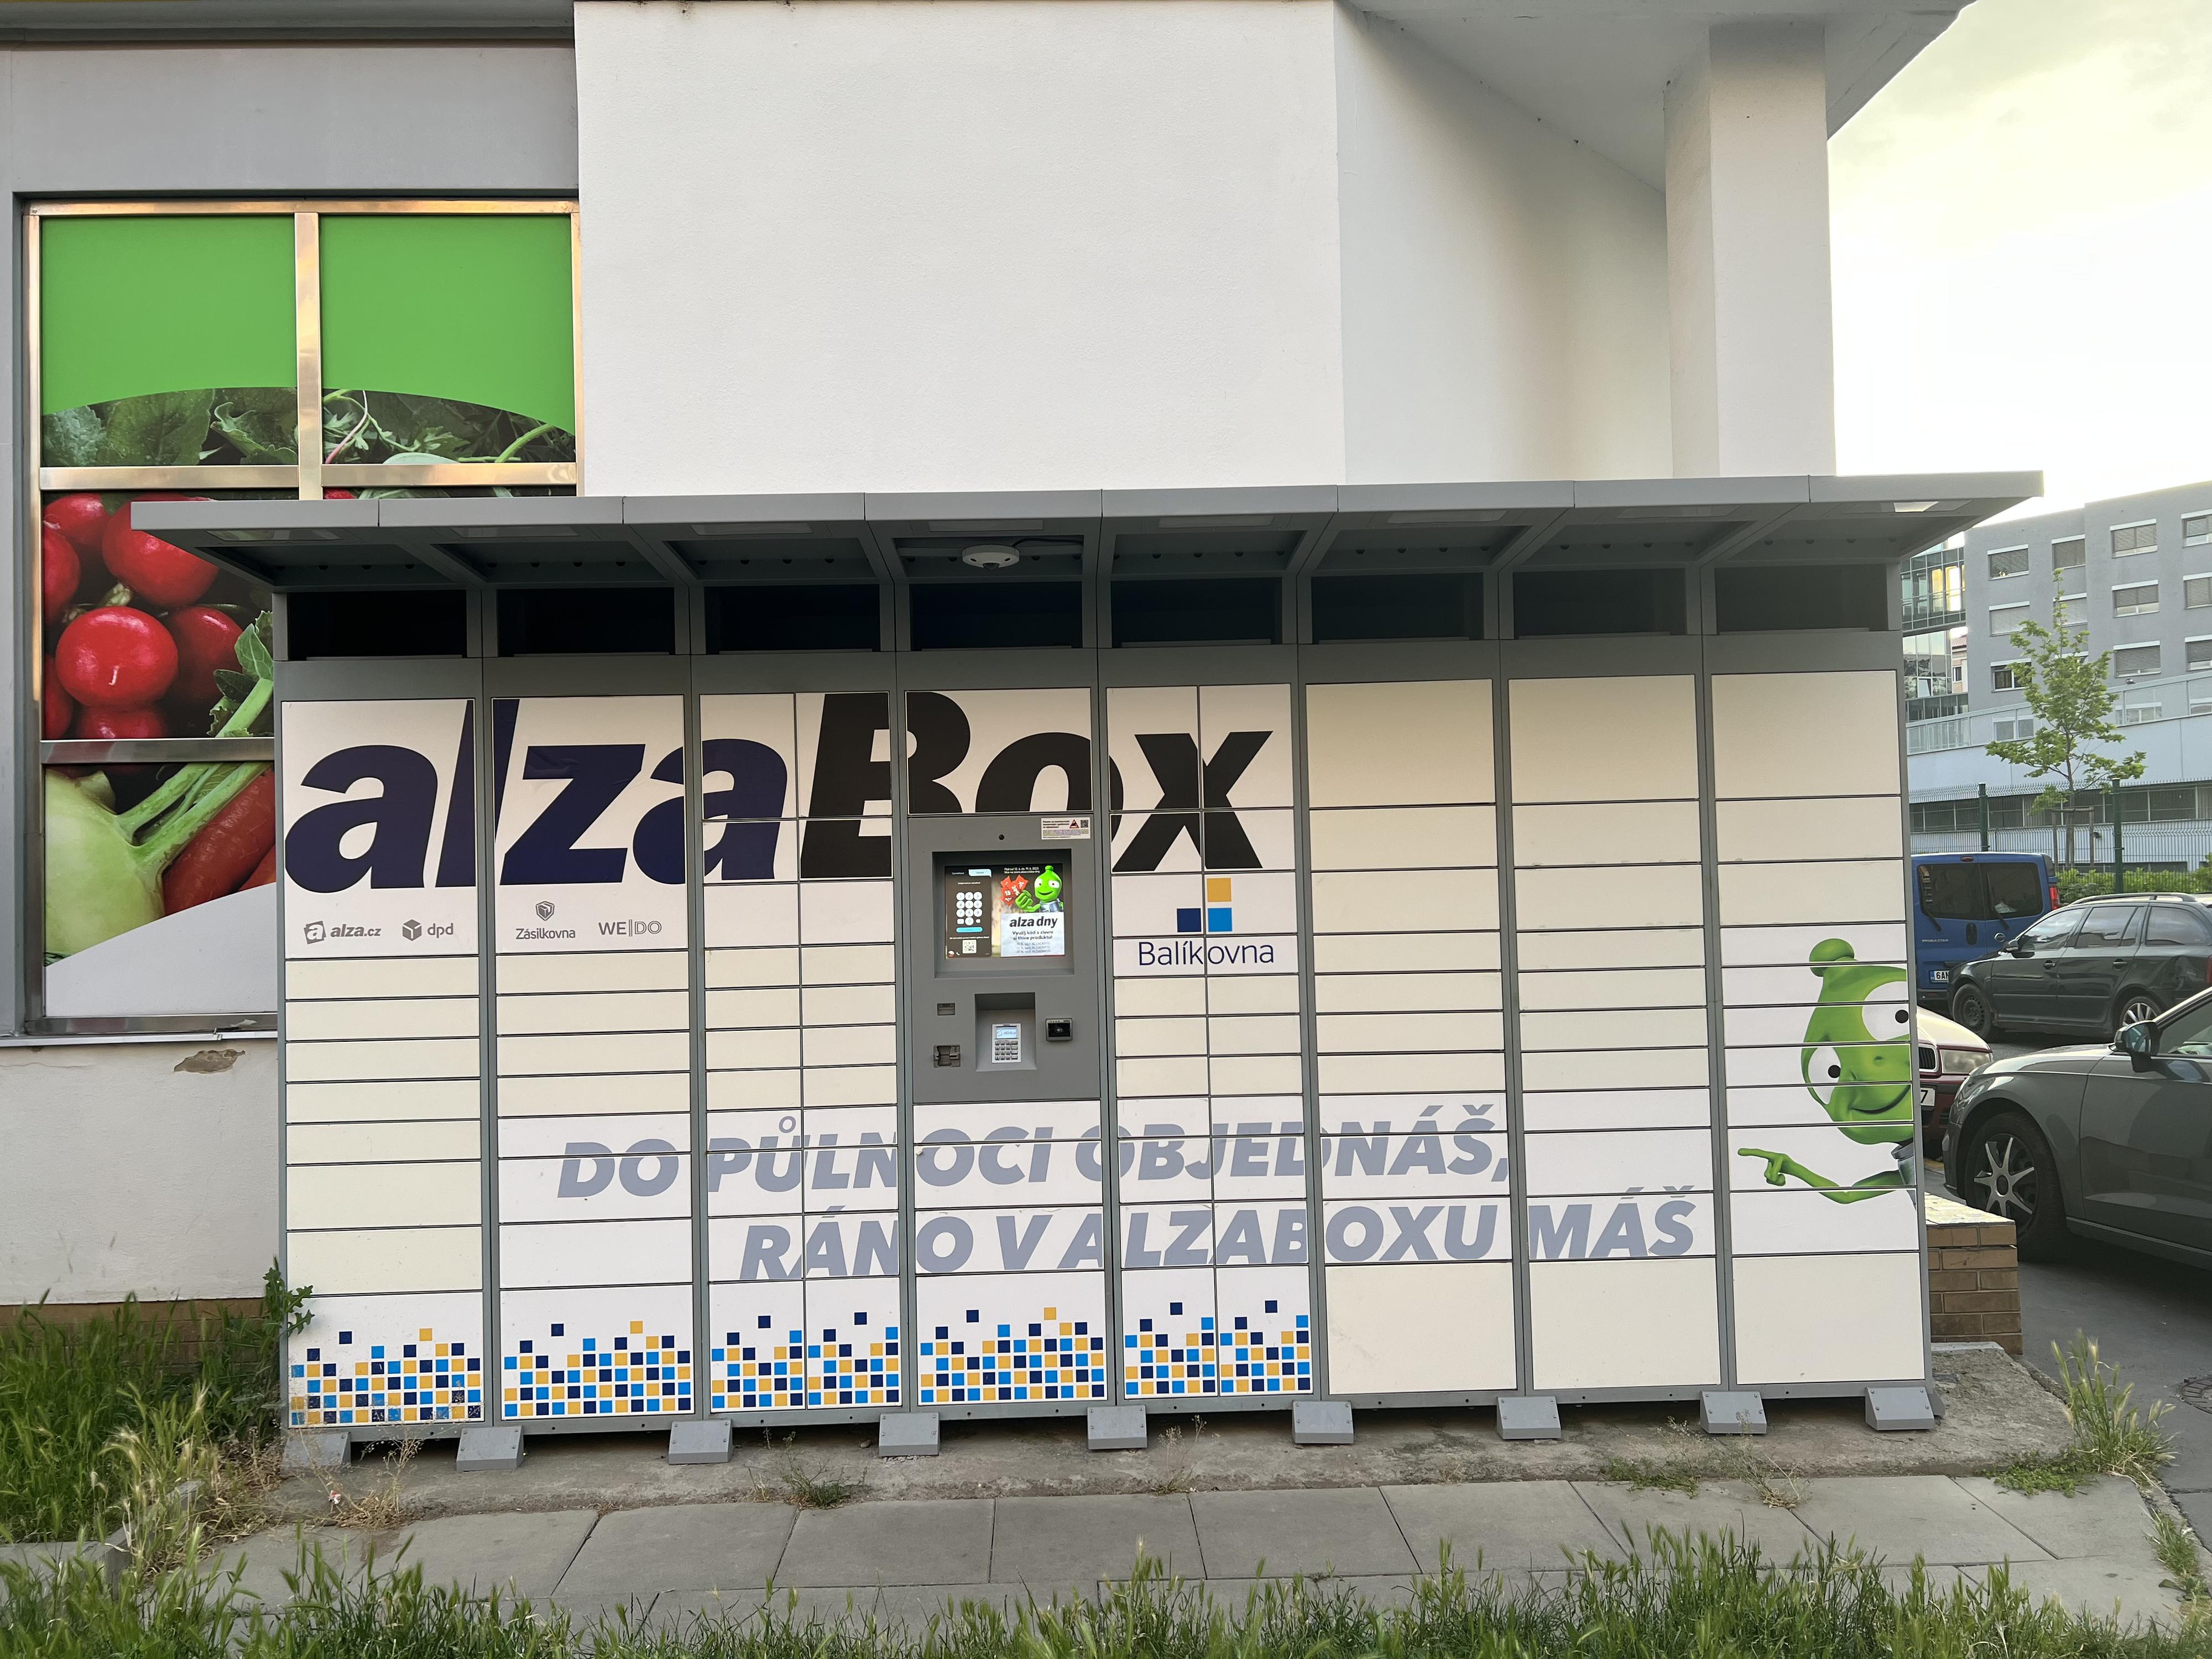 alzaBox
alza.cz
dpd
Zásilkovna
WE|DO
alza dny
Balíkovna
DO PŮLNOCI OBJEDNÁŠ,
RÁNO V ALZABOXU MÁŠ